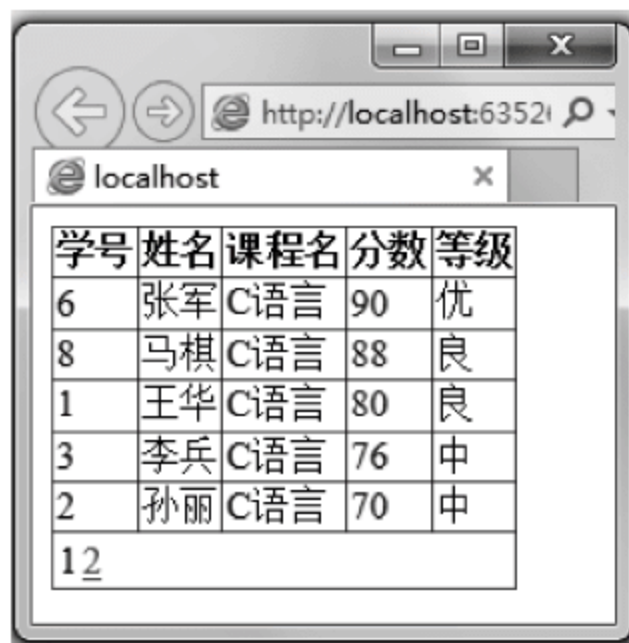 http://localhost:6352
localhost
学号 姓名 课程名 分数 等级
6 张军 C语言 90 优
8 马棋 C语言 88 良
1 王华 C语言 80 良
3 李兵 C语言 76 中
2 孙丽 C语言 70 中
1 2